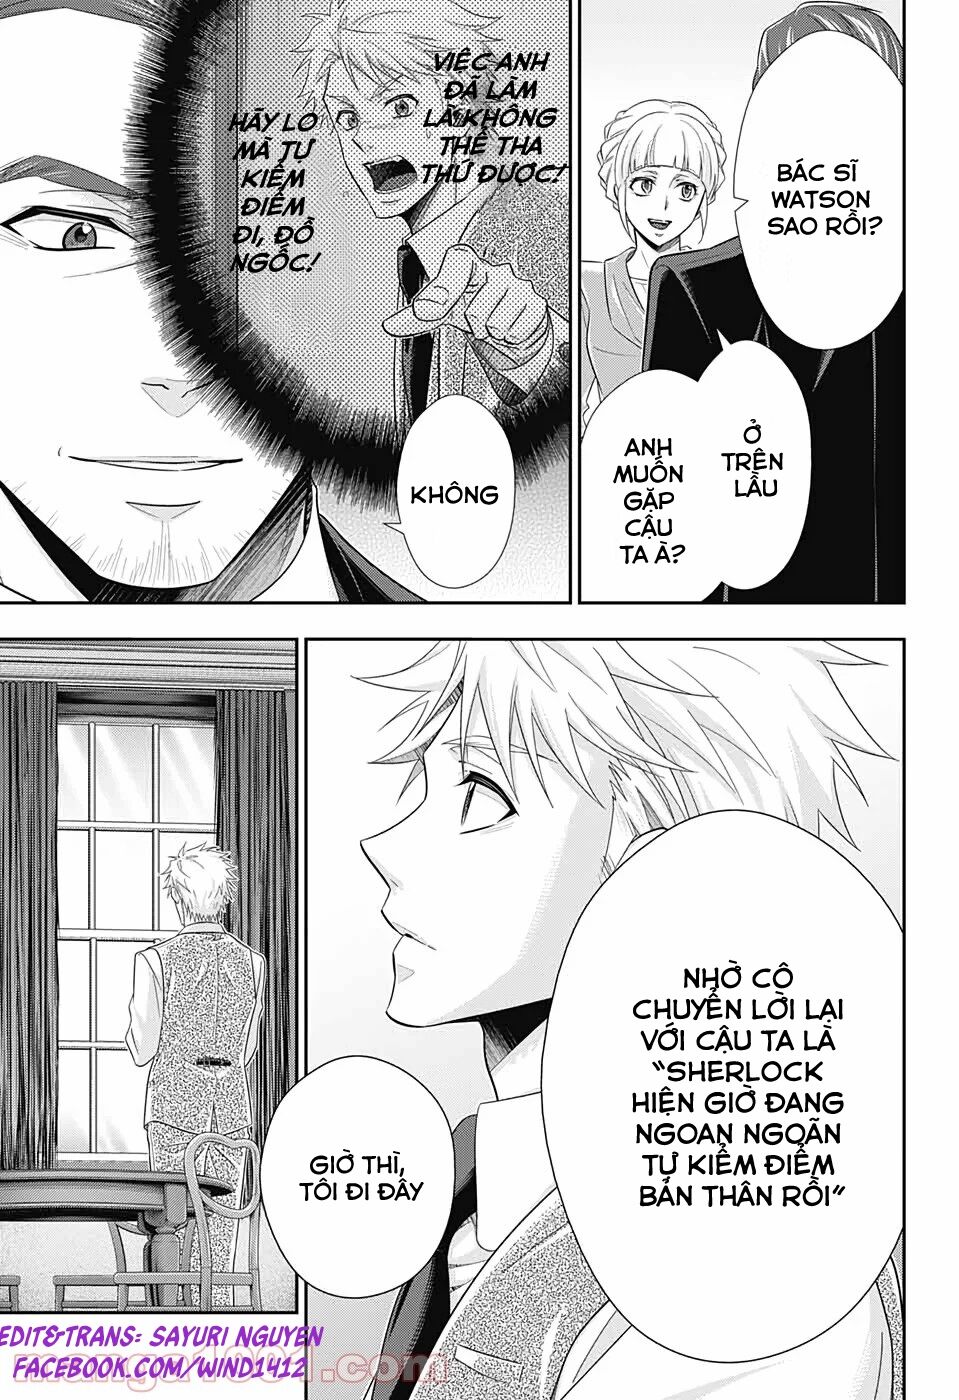 BÁC SĨ
WATSON
SAO RỒI?
Ở
TRÊN
LẦU
ANH
MUỐN
GẶP
CẬU
TA À?
VIỆC ANH
ĐÃ LÀM
LÀ KHÔNG
THỂ THA
THỨ ĐƯỢC!
HÃY LO
MÀ TỰ
KIỂM
ĐIỂM
ĐI, ĐỒ
NGỐC!
KHÔNG
NHỜ CÔ
CHUYỂN LỜI LẠI
VỚI CẬU TA LÀ
“SHERLOCK
HIỆN GIỜ ĐANG
NGOAN NGOÃN
TỰ KIỂM ĐIỂM
BẢN THÂN RỒI”
GIỜ THÌ,
TÔI ĐI ĐÂY
EDIT&TRANS: SAYURI NGUYEN
FACEBOOK.COM/WIND1412
manga1001.com